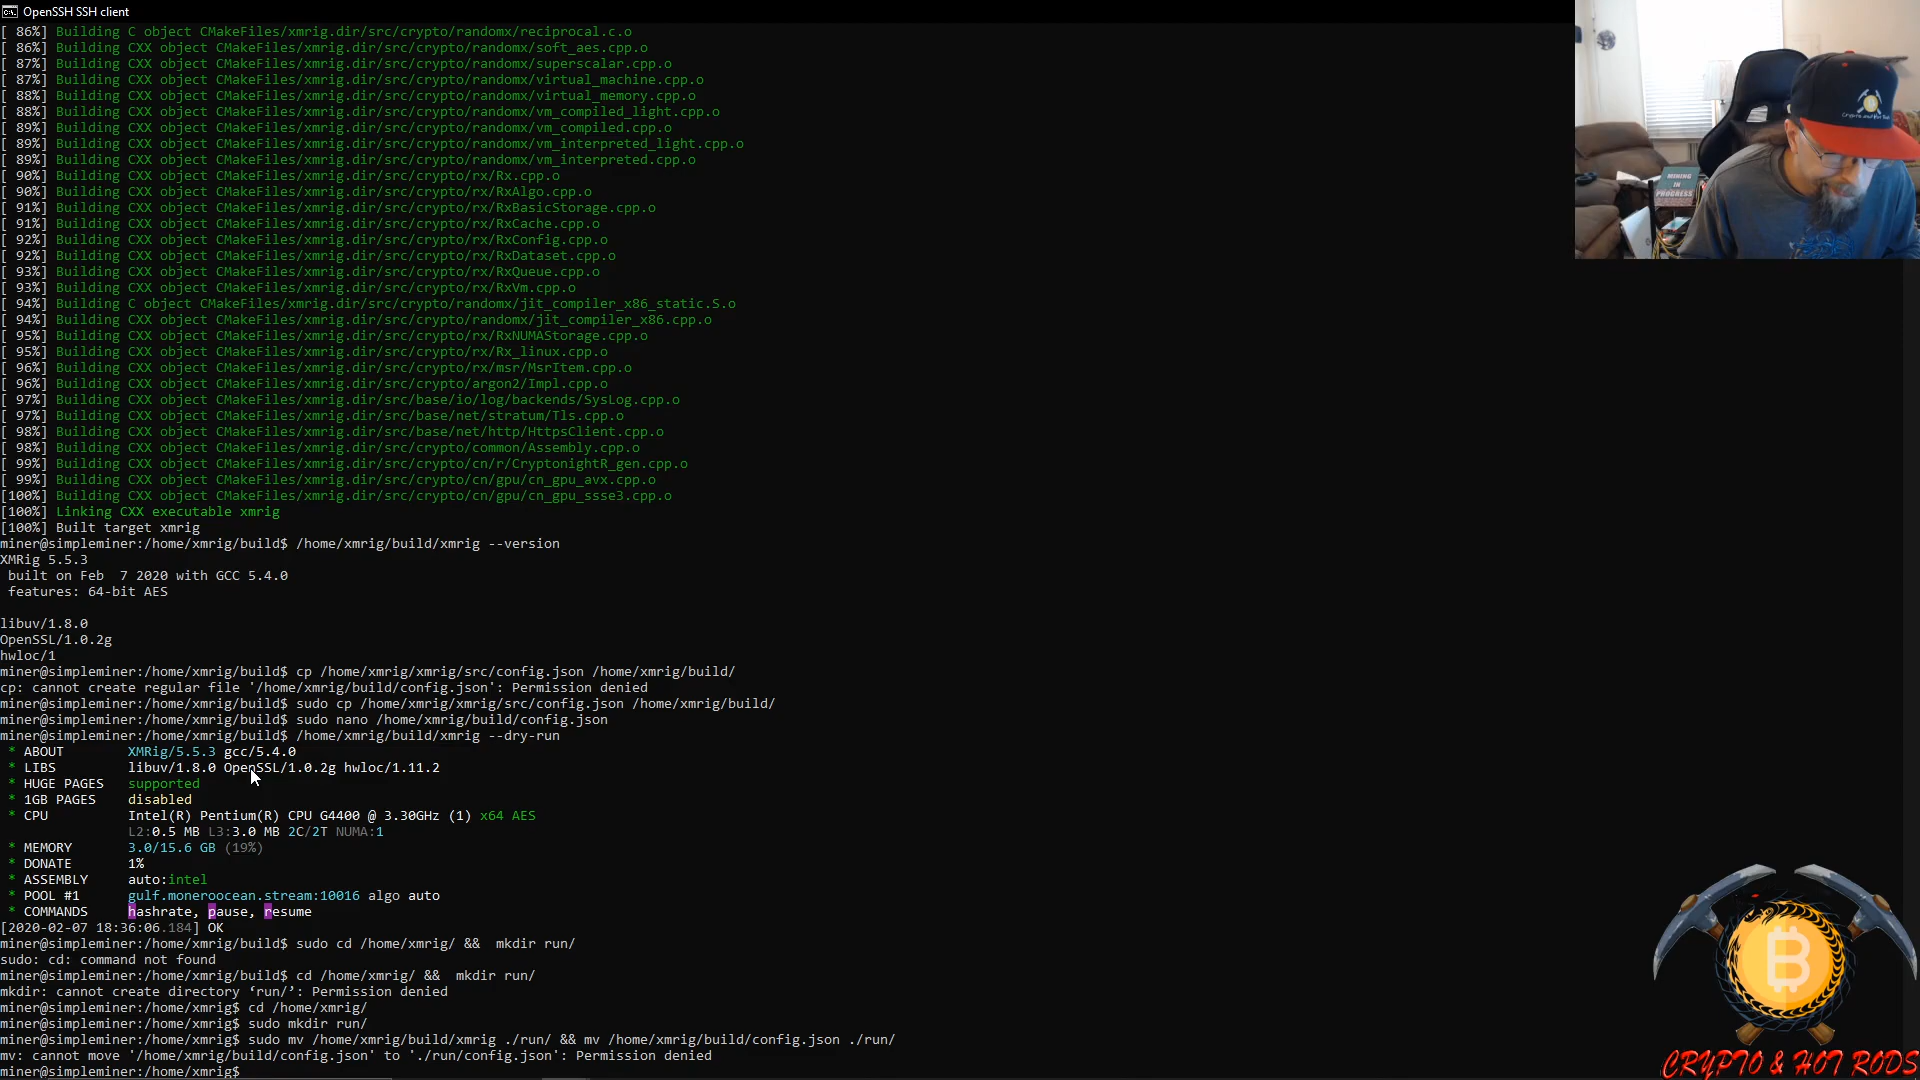 OpenSSH SSH client
[ 86%] Building C object CMakeFiles/xmrig.dir/src/crypto/randomx/reciprocal.c.o
[ 86%] Building CXX object CMakeFiles/xmrig.dir/src/crypto/randomx/soft_aes.cpp.o
[ 87%] Building CXX object CMakeFiles/xmrig.dir/src/crypto/randomx/superscalar.cpp.o
[ 87%] Building CXX object CMakeFiles/xmrig.dir/src/crypto/randomx/virtual_machine.cpp.o
[ 88%] Building CXX object CMakeFiles/xmrig.dir/src/crypto/randomx/virtual_memory.cpp.o
[ 88%] Building CXX object CMakeFiles/xmrig.dir/src/crypto/randomx/vm_compiled_light.cpp.o
[ 89%] Building CXX object CMakeFiles/xmrig.dir/src/crypto/randomx/vm_compiled.cpp.o
[ 89%] Building CXX object CMakeFiles/xmrig.dir/src/crypto/randomx/vm_interpreted_light.cpp.o
[ 89%] Building CXX object CMakeFiles/xmrig.dir/src/crypto/randomx/vm_interpreted.cpp.o
[ 90%] Building CXX object CMakeFiles/xmrig.dir/src/crypto/rx/Rx.cpp.o
[ 90%] Building CXX object CMakeFiles/xmrig.dir/src/crypto/rx/RxAlgo.cpp.o
[ 91%] Building CXX object CMakeFiles/xmrig.dir/src/crypto/rx/RxBasicStorage.cpp.o
[ 91%] Building CXX object CMakeFiles/xmrig.dir/src/crypto/rx/RxCache.cpp.o
[ 92%] Building CXX object CMakeFiles/xmrig.dir/src/crypto/rx/RxConfig.cpp.o
[ 92%] Building CXX object CMakeFiles/xmrig.dir/src/crypto/rx/RxDataset.cpp.o
[ 93%] Building CXX object CMakeFiles/xmrig.dir/src/crypto/rx/RxQueue.cpp.o
[ 93%] Building CXX object CMakeFiles/xmrig.dir/src/crypto/rx/RxVm.cpp.o
[ 94%] Building C object CMakeFiles/xmrig.dir/src/crypto/randomx/jit_compiler_x86_static.S.o
[ 94%] Building CXX object CMakeFiles/xmrig.dir/src/crypto/randomx/jit_compiler_x86.cpp.o
[ 95%] Building CXX object CMakeFiles/xmrig.dir/src/crypto/rx/RxNUMAStorage.cpp.o
[ 95%] Building CXX object CMakeFiles/xmrig.dir/src/crypto/rx/Rx_linux.cpp.o
[ 96%] Building CXX object CMakeFiles/xmrig.dir/src/crypto/rx/msr/MsrItem.cpp.o
[ 96%] Building CXX object CMakeFiles/xmrig.dir/src/crypto/argon2/Impl.cpp.o
[ 97%] Building CXX object CMakeFiles/xmrig.dir/src/base/io/log/backends/SysLog.cpp.o
[ 97%] Building CXX object CMakeFiles/xmrig.dir/src/base/net/stratum/Tls.cpp.o
[ 98%] Building CXX object CMakeFiles/xmrig.dir/src/base/net/http/HttpsClient.cpp.o
[ 98%] Building CXX object CMakeFiles/xmrig.dir/src/crypto/common/Assembly.cpp.o
[ 99%] Building CXX object CMakeFiles/xmrig.dir/src/crypto/cn/r/CryptonightR_gen.cpp.o
[ 99%] Building CXX object CMakeFiles/xmrig.dir/src/crypto/cn/gpu/cn_gpu_avx.cpp.o
[100%] Building CXX object CMakeFiles/xmrig.dir/src/crypto/cn/gpu/cn_gpu_ssse3.cpp.o
[100%] Linking CXX executable xmrig
[100%] Built target xmrig
miner@simpleminer:/home/xmrig/build$ /home/xmrig/build/xmrig --version
XMRig 5.5.3
built on Feb  7 2020 with GCC 5.4.0
features: 64-bit AES
libuv/1.8.0
OpenSSL/1.0.2g
hwloc/1
miner@simpleminer:/home/xmrig/build$ cp /home/xmrig/xmrig/src/config.json /home/xmrig/build/
cp: cannot create regular file '/home/xmrig/build/config.json': Permission denied
miner@simpleminer:/home/xmrig/build$ sudo cp /home/xmrig/xmrig/src/config.json /home/xmrig/build/
miner@simpleminer:/home/xmrig/build$ sudo nano /home/xmrig/build/config.json
miner@simpleminer:/home/xmrig/build$ /home/xmrig/build/xmrig --dry-run
* ABOUT XMRig/5.5.3 gcc/5.4.0
* LIBS libuv/1.8.0 OpenSSL/1.0.2g hwloc/1.11.2
* HUGE PAGES supported
* 1GB PAGES disabled
* CPU Intel(R) Pentium(R) CPU G4400 @ 3.30GHz (1) x64 AES
L2:0.5 MB L3:3.0 MB 2C/2T NUMA:1
* MEMORY 3.0/15.6 GB (19%)
* DONATE 1%
* ASSEMBLY auto:intel
* POOL #1 gulf.moneroocean.stream:10016 algo auto
* COMMANDS hashrate, pause, resume
[2020-02-07 18:36:06.184] OK
miner@simpleminer:/home/xmrig/build$ sudo cd /home/xmrig/ &&  mkdir run/
sudo: cd: command not found
miner@simpleminer:/home/xmrig/build$ cd /home/xmrig/ &&  mkdir run/
mkdir: cannot create directory ‘run/’: Permission denied
miner@simpleminer:/home/xmrig$ cd /home/xmrig/
miner@simpleminer:/home/xmrig$ sudo mkdir run/
miner@simpleminer:/home/xmrig$ sudo mv /home/xmrig/build/xmrig ./run/ && mv /home/xmrig/build/config.json ./run/
mv: cannot move '/home/xmrig/build/config.json' to './run/config.json': Permission denied
miner@simpleminer:/home/xmrig$
Crypto and Hot Rods
MINING
IN
PROGRESS
CRYPTO & HOT RODS